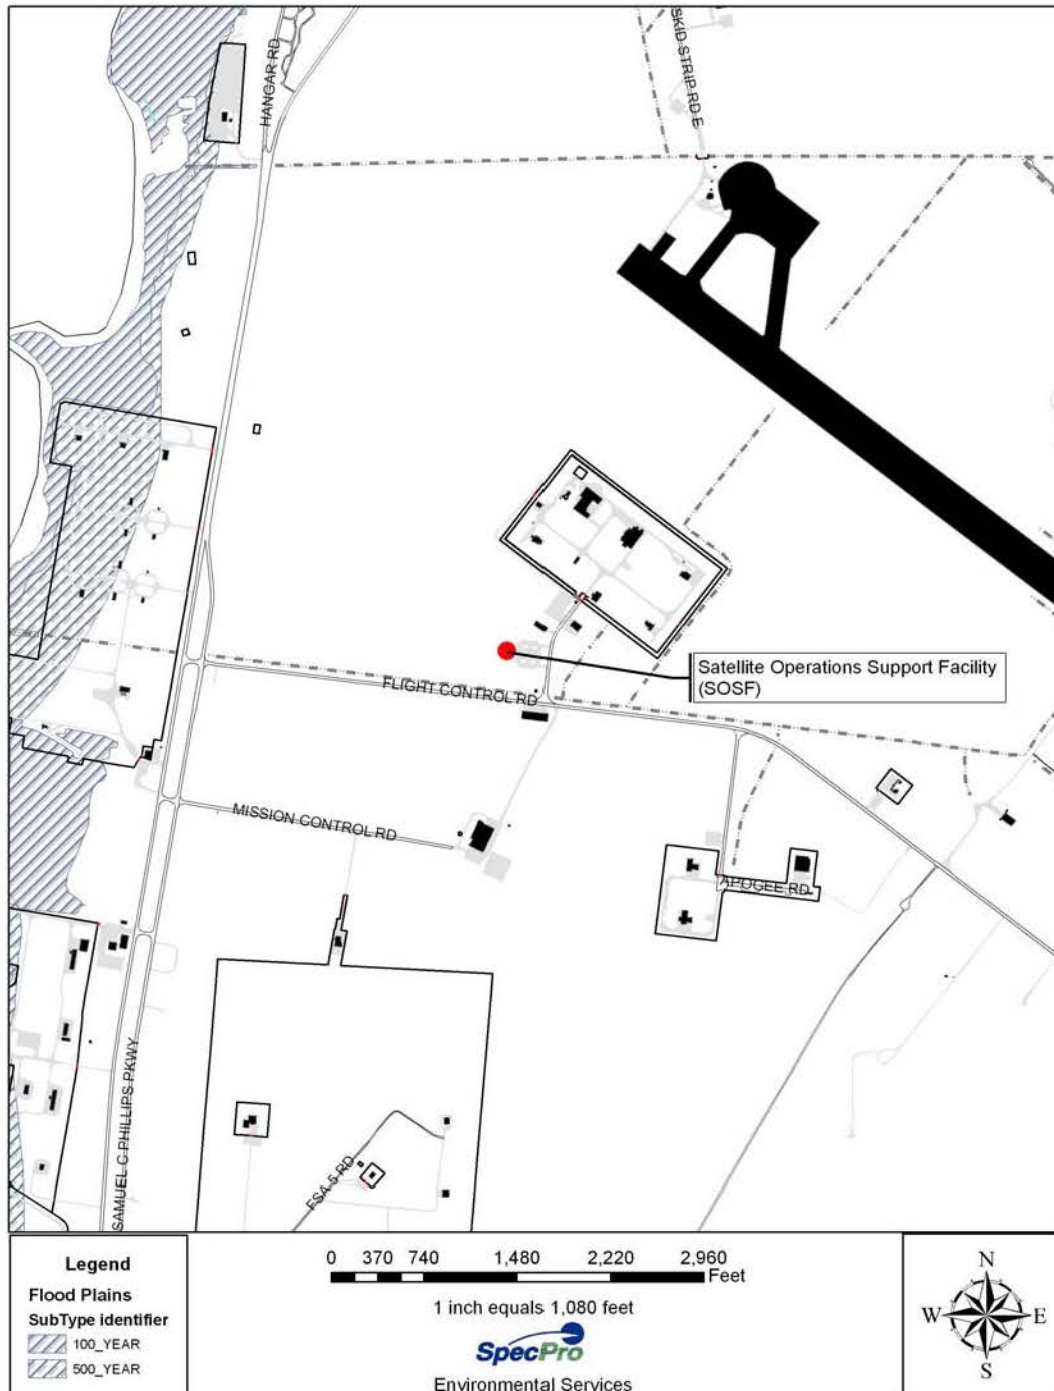 HANGAR RD
SKID STRIP RD E
Satellite Operations Support Facility
(SOSF)
FLIGHT CONTROL RD
MISSION CONTROL RD
APOGEE RD
SAMUEL C PHILLIPS PKWY
FSA-5 RD
Legend
Flood Plains
SubType identifier
100_YEAR
500_YEAR
0 370 740 1,480 2,220 2,960
Feet
1 inch equals 1,080 feet
SpecPro
Environmental Services
N
W E
S